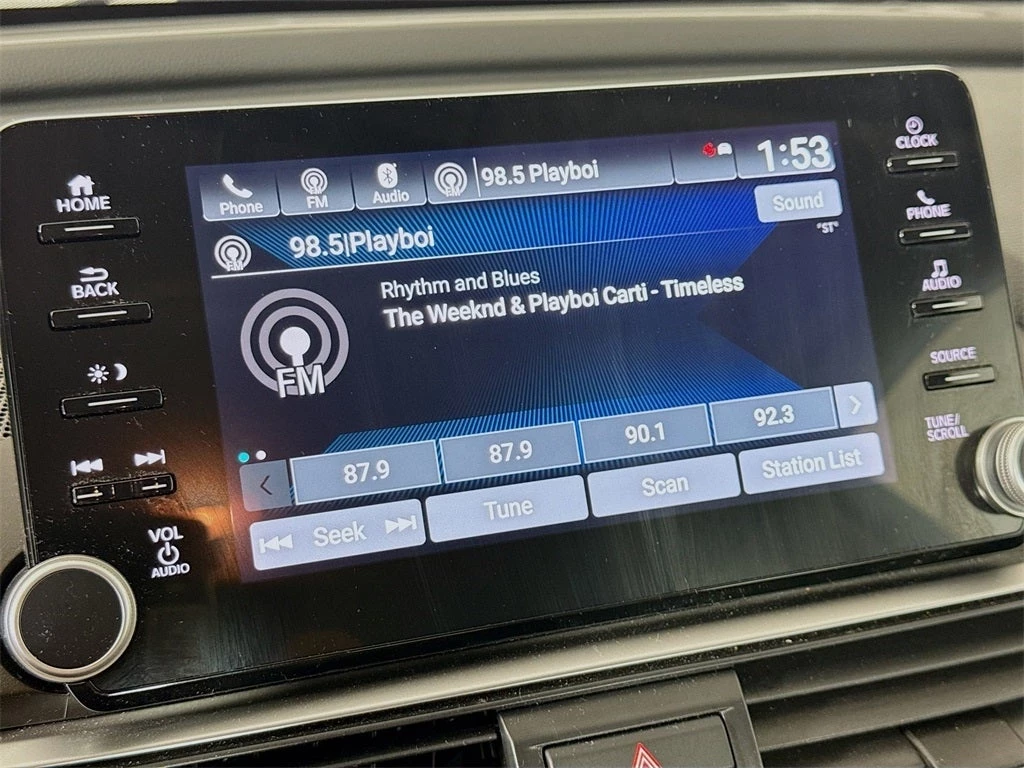 HOME
BACK
VOL
AUDIO
Phone
FM
Audio
FM
98.5 Playboi
1:53
Sound
FM
98.5|Playboi
"ST"
Rhythm and Blues
The Weeknd & Playboi Carti - Timeless
FM
87.9
87.9
90.1
92.3
Seek
Tune
Scan
Station List
CLOCK
PHONE
AUDIO
SOURCE
TUNE/
SCROLL